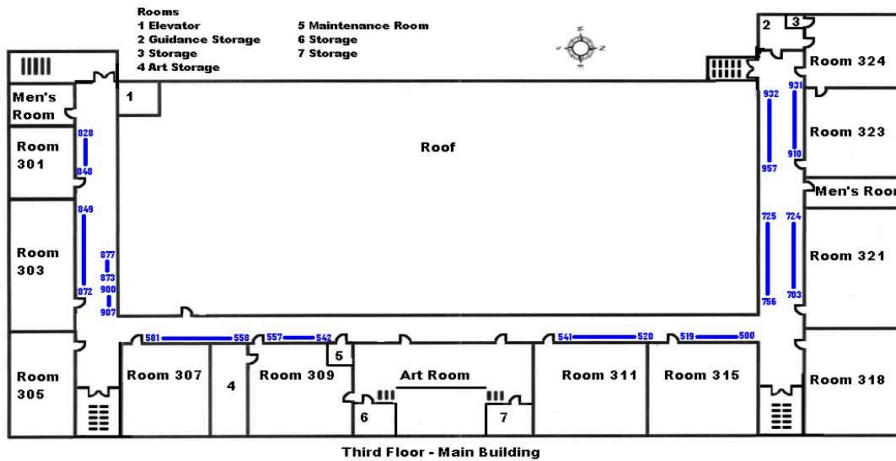 Rooms
1 Elevator
2 Guidance Storage
3 Storage
4 Art Storage
5 Maintenance Room
6 Storage
7 Storage
N
2
3
Room 324
Men's
Room
1
932
931
828
Room
301
Roof
Room 323
848
957
910
Men's Room
849
725
724
Room
303
877
873
900
907
872
Room 321
756
703
581
558
557
542
541
520
519
500
Room
305
Room 307
4
Room 309
5
Art Room
6
7
Room 311
Room 315
Room 318
Third Floor - Main Building